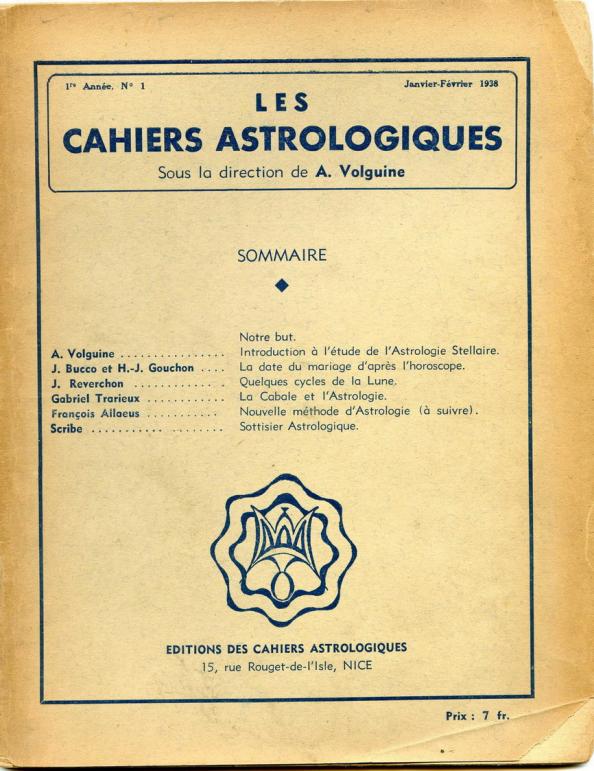 1re Année, N° 1 Janvier-Février 1938
LES
CAHIERS ASTROLOGIQUES
Sous la direction de A. Volguine
SOMMAIRE
Notre but.
A. Volguine ................ Introduction à l'étude de l'Astrologie Stellaire.
J. Bucco et H.-J. Gouchon .... La date du mariage d'après l'horoscope.
J. Reverchon ............. Quelques cycles de la Lune.
Gabriel Trarieux ............ La Cabale et l'Astrologie.
François Ailaeus ........... Nouvelle méthode d'Astrologie (à suivre).
Scribe ........... ........ Sottisier Astrologique.
EDITIONS DES CAHIERS ASTROLOGIQUES
15, rue Rouget-de-l'Isle, NICE
Prix : 7 fr.